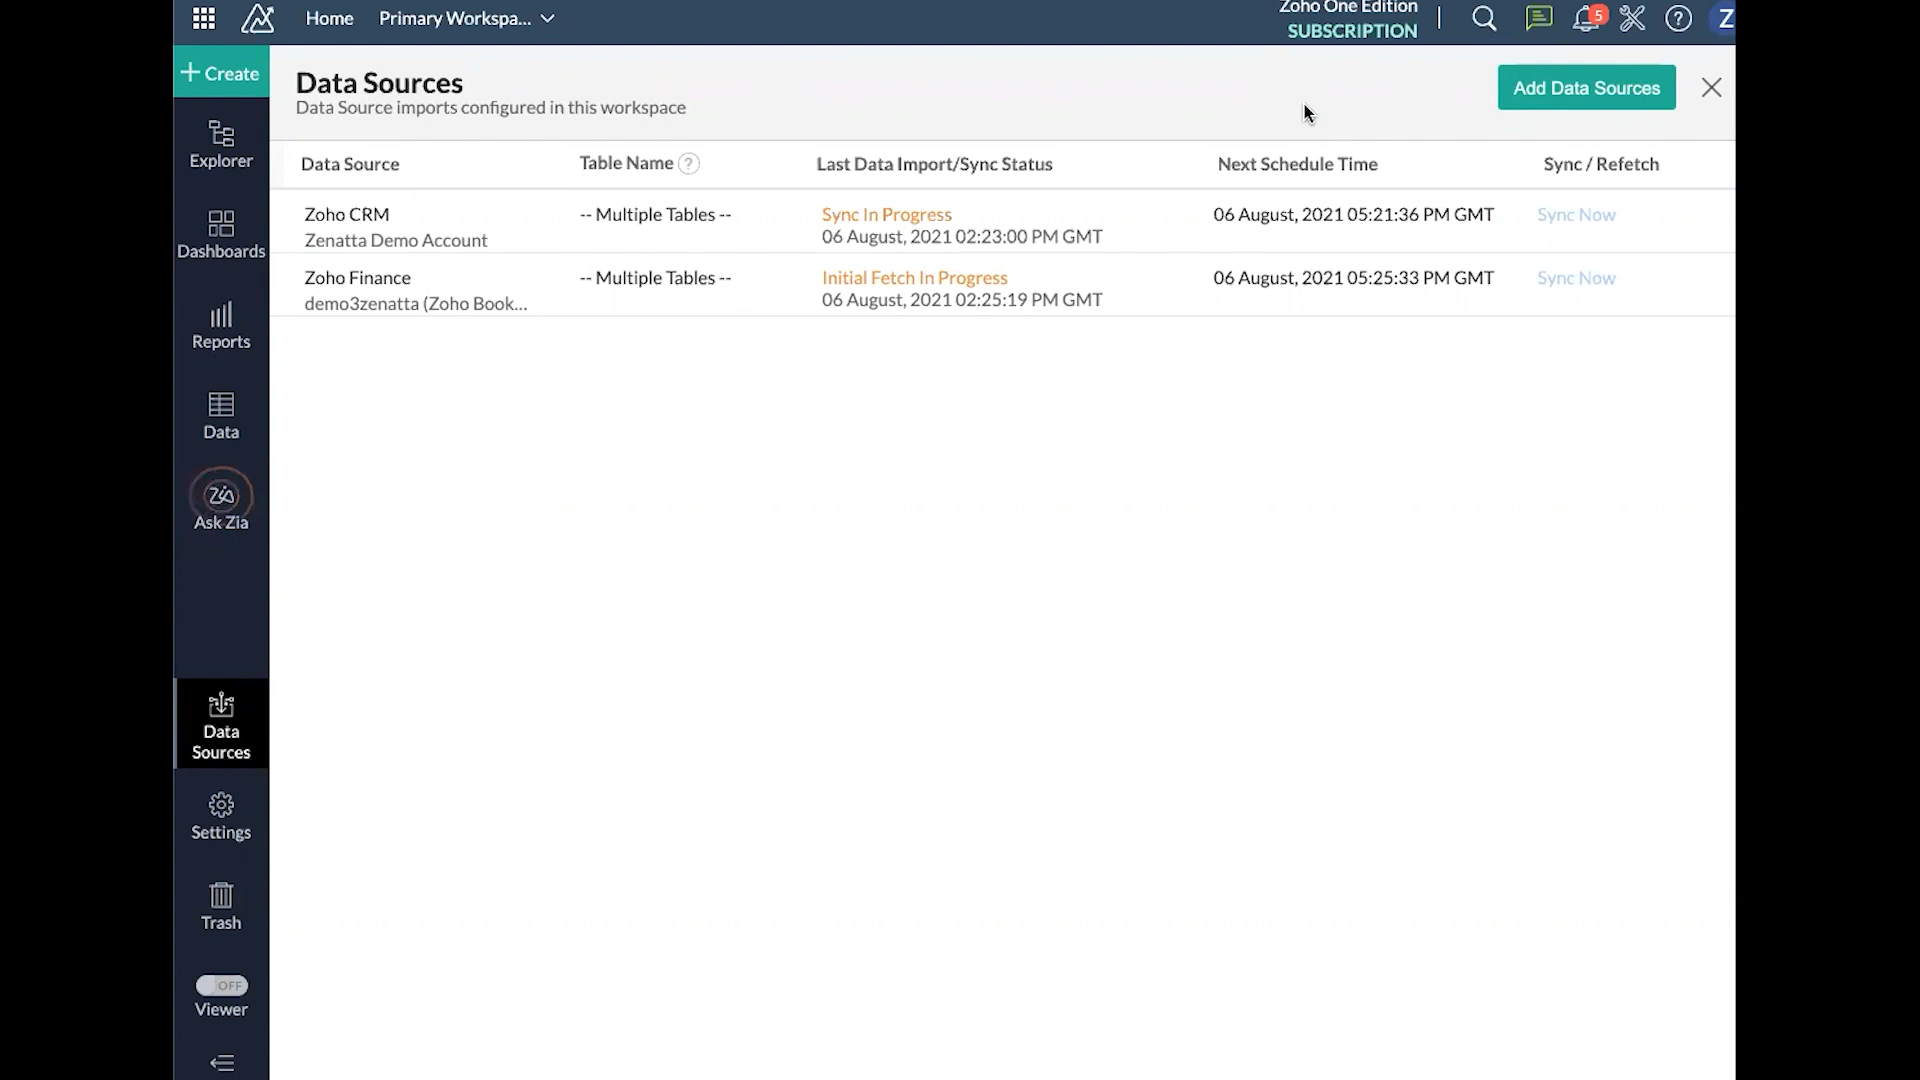 Home
Primary Workspa...
Zoho One Edition
SUBSCRIPTION
5
?
Z
+ Create
Data Sources
Data Source imports configured in this workspace
Add Data Sources
Explorer
Dashboards
Reports
Data
Zia
Ask Zia
Data
Sources
Settings
Trash
OFF
Viewer
Data Source
Table Name ?
Last Data Import/Sync Status
Next Schedule Time
Sync / Refetch
Zoho CRM
-- Multiple Tables --
Sync In Progress
06 August, 2021 05:21:36 PM GMT
Sync Now
Zenatta Demo Account
06 August, 2021 02:23:00 PM GMT
Zoho Finance
-- Multiple Tables --
Initial Fetch In Progress
06 August, 2021 05:25:33 PM GMT
Sync Now
demo3zenatta (Zoho Book...
06 August, 2021 02:25:19 PM GMT